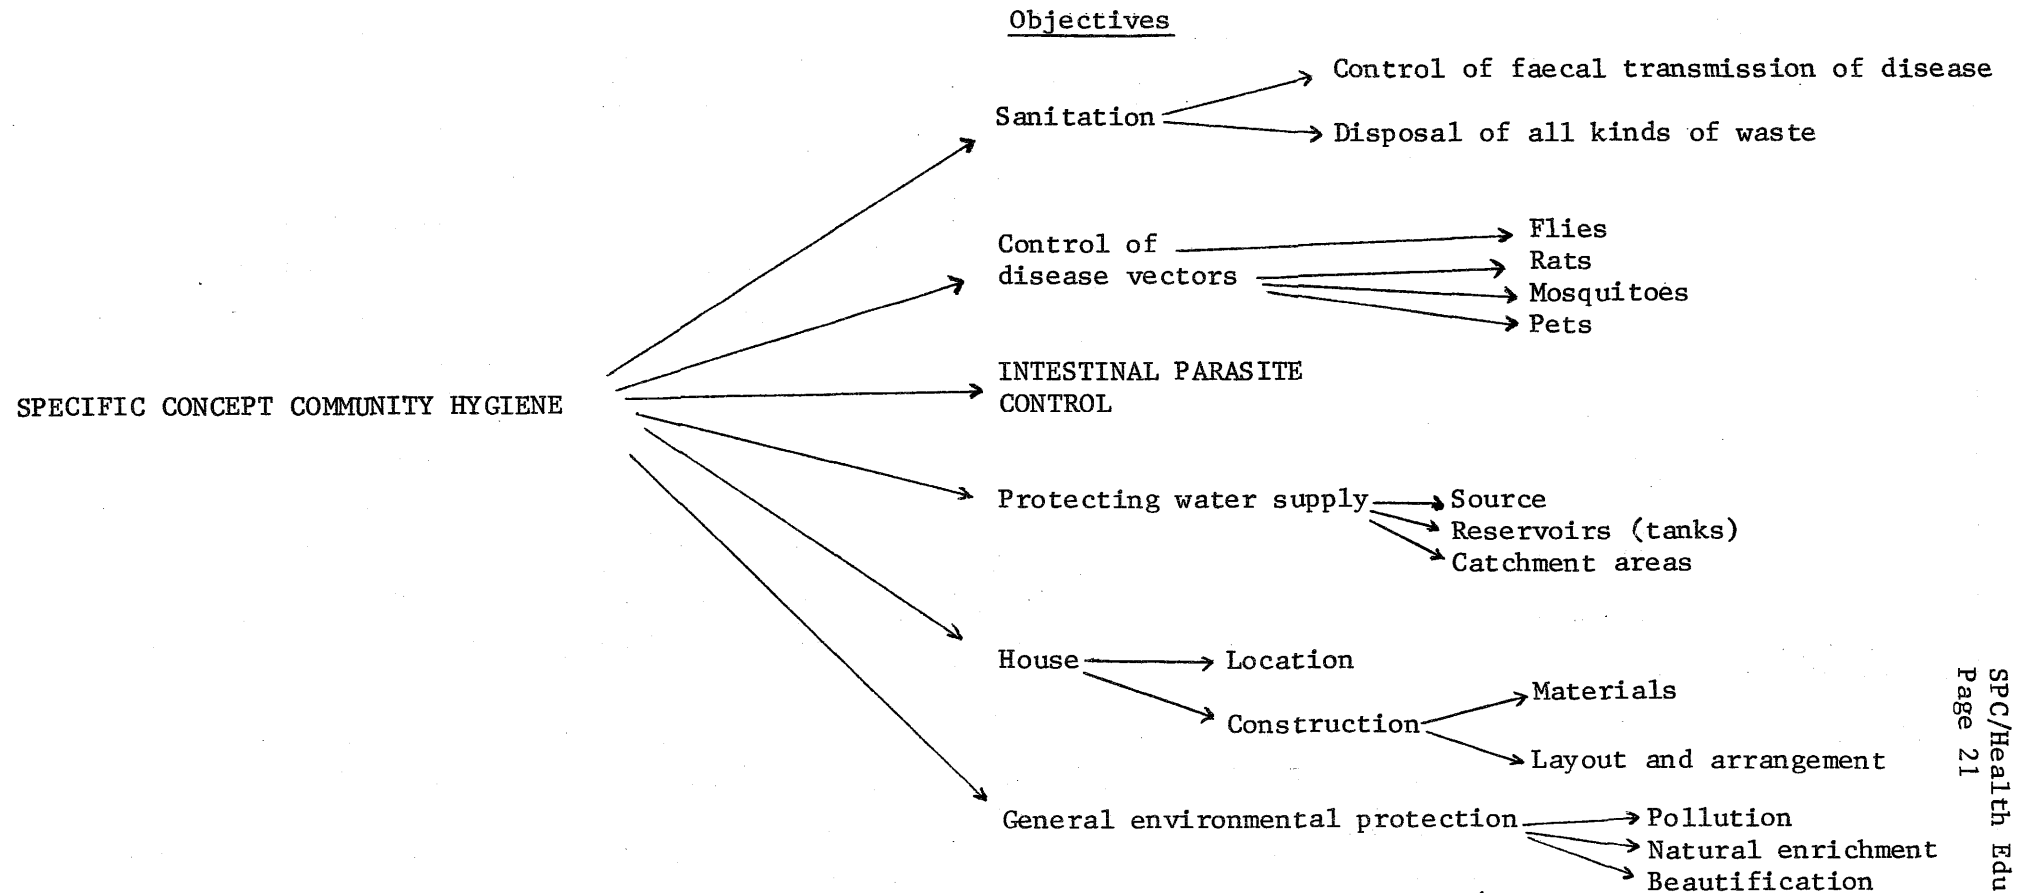 Objectives
Control of faecal transmission of disease
Sanitation
Disposal of all kinds of waste
Control of
disease vectors
Flies
Rats
Mosquitoes
Pets
INTESTINAL PARASITE
CONTROL
SPECIFIC CONCEPT COMMUNITY HYGIENE
Protecting water supply
Source
Reservoirs (tanks)
Catchment areas
House
Location
Construction
Materials
Layout and arrangement
General environmental protection
Pollution
Natural enrichment
Beautification
SPC/Health Edu
Page 21